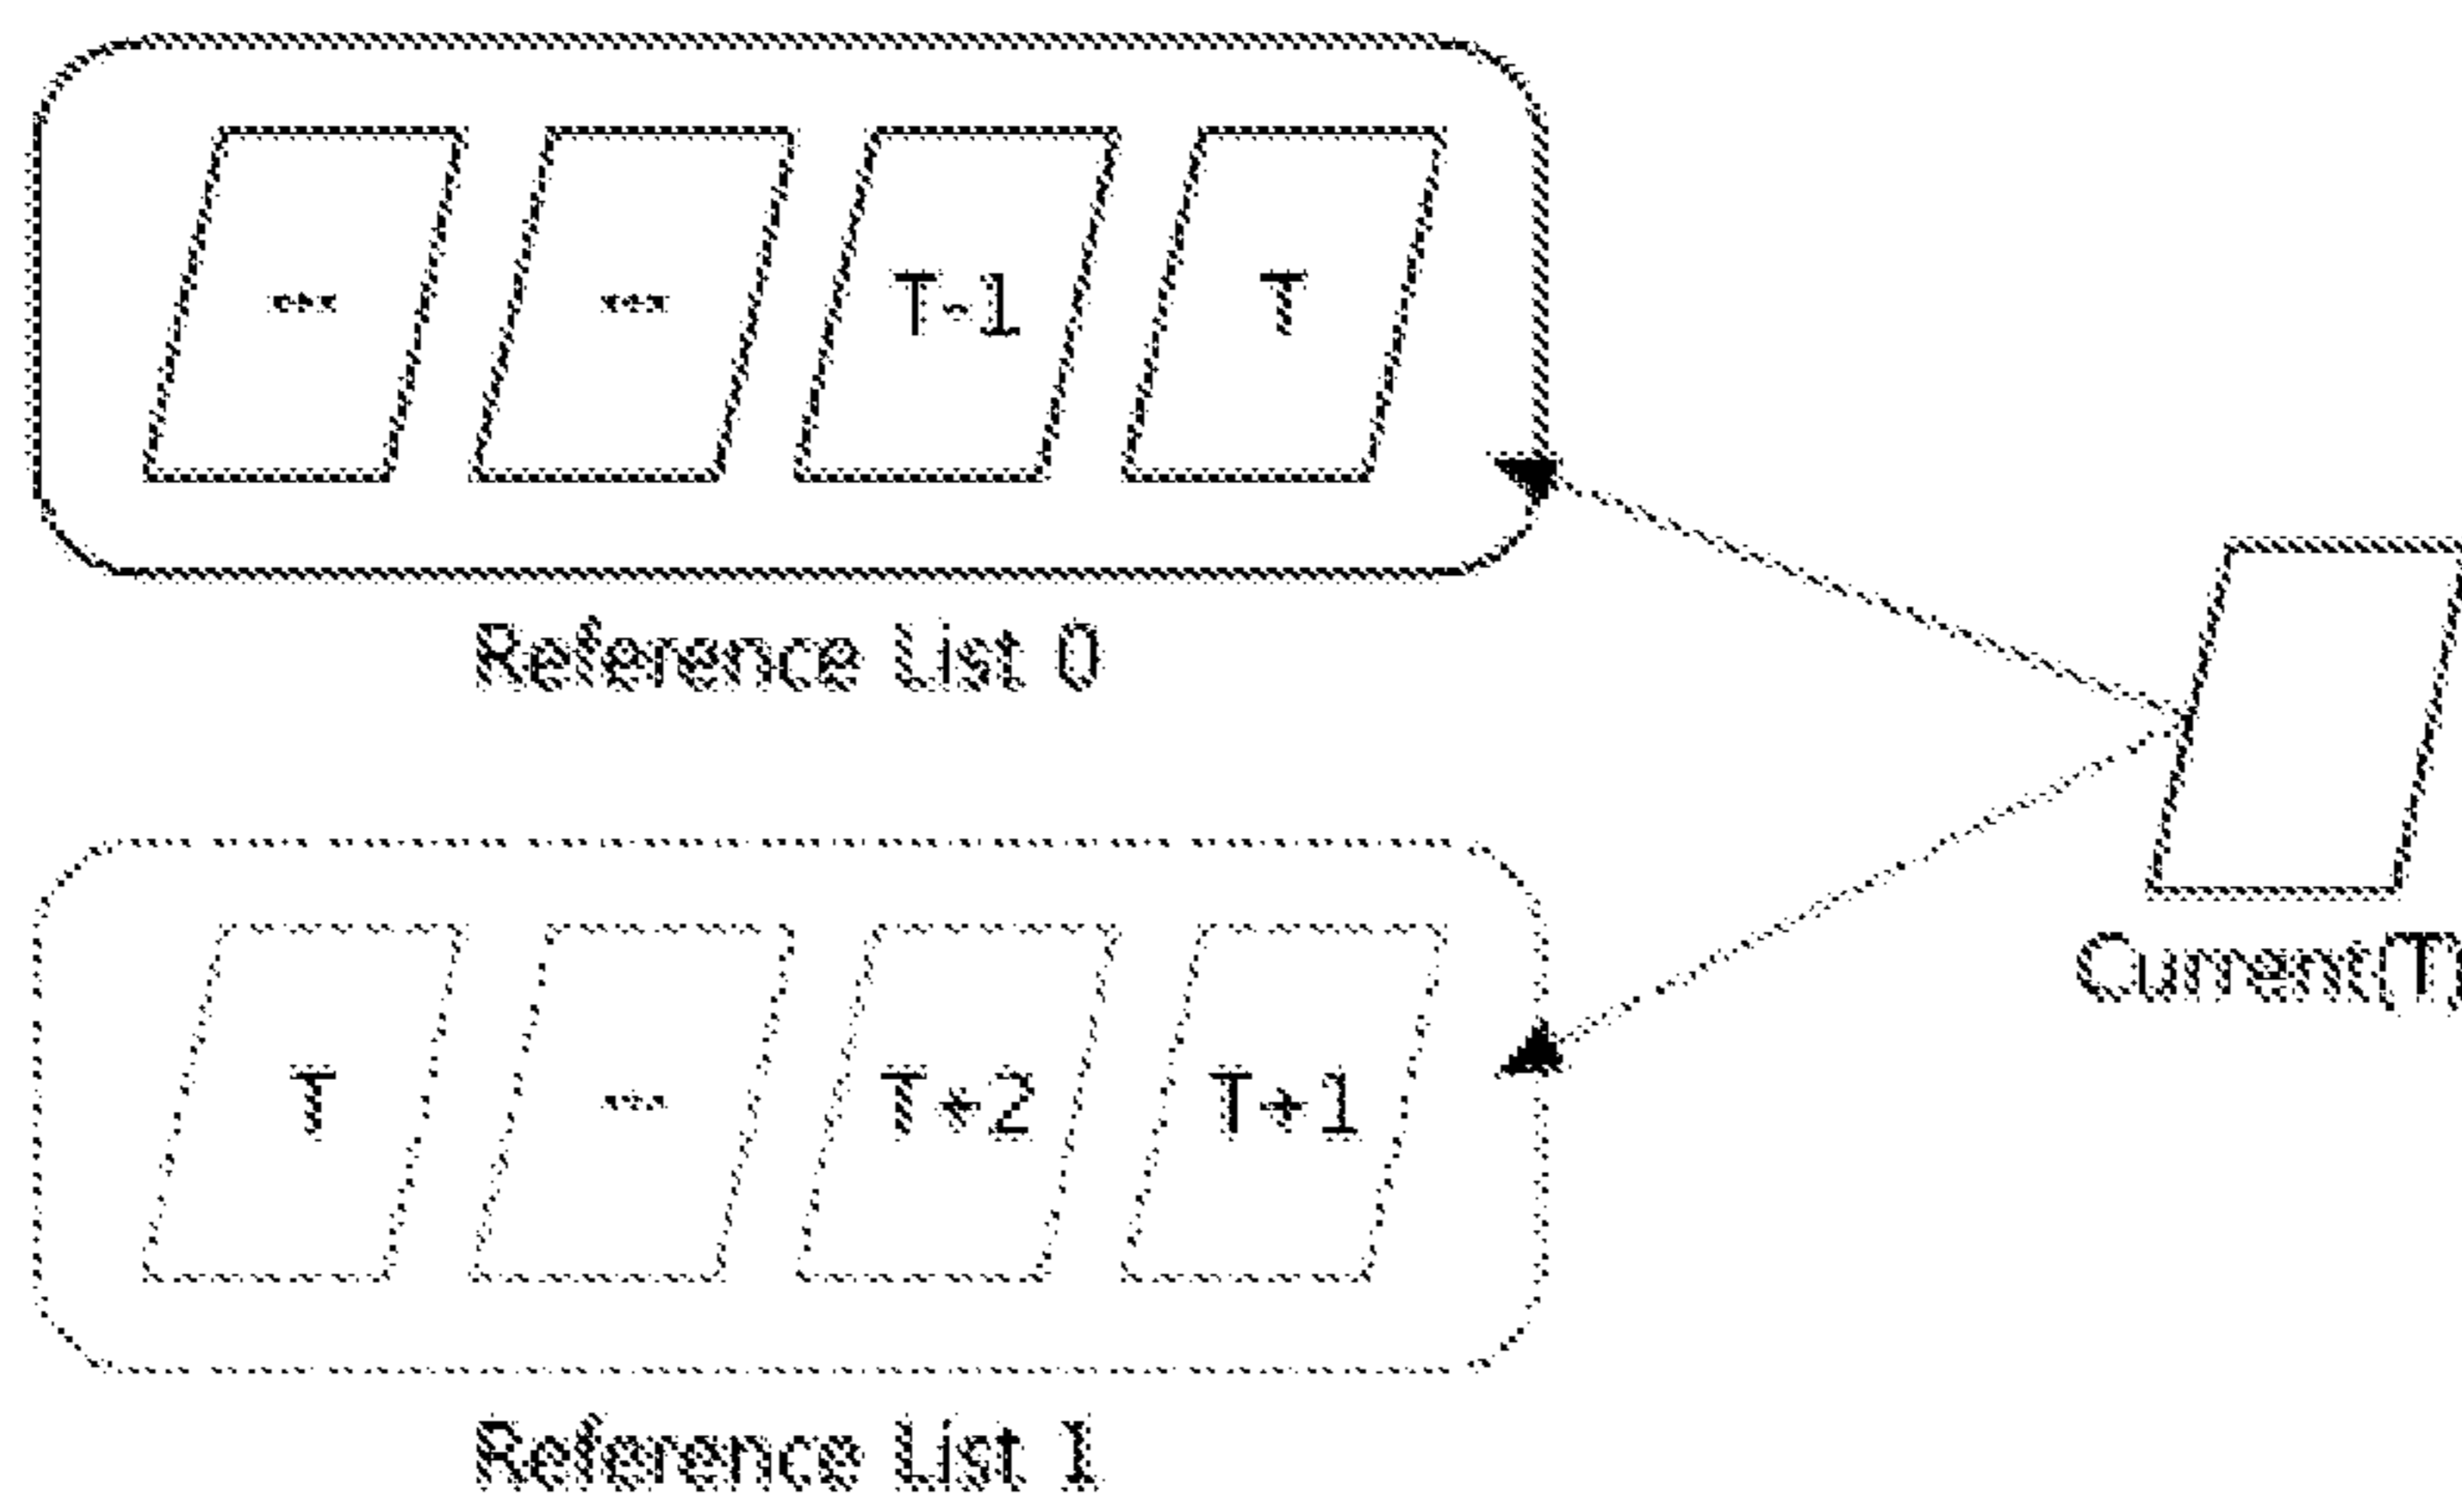 --- --- T-1 T
Reference List 0
Current(T)
T --- T+2 T+1
Reference List 1